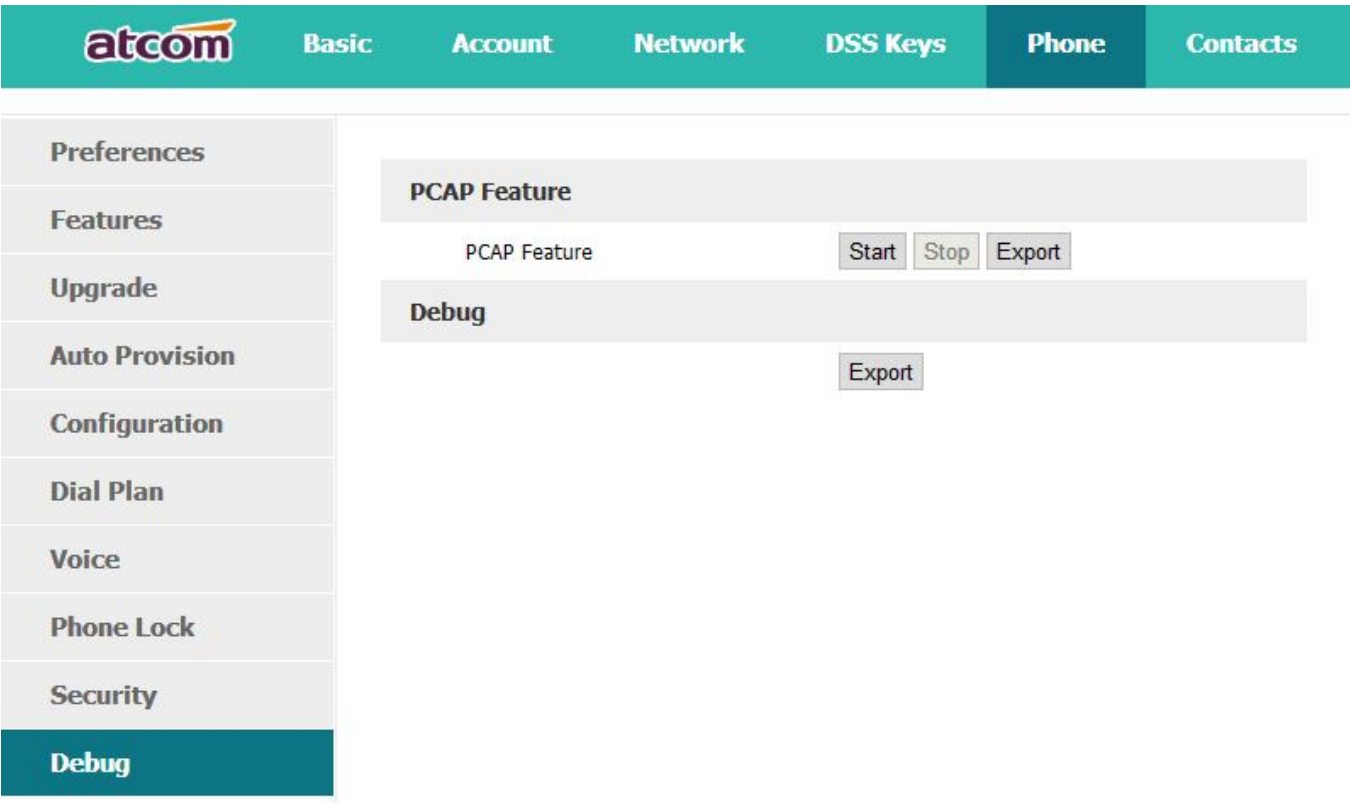 atcom Basic Account Network DSS Keys Phone Contacts
Preferences
Features
Upgrade
Auto Provision
Configuration
Dial Plan
Voice
Phone Lock
Security
Debug
PCAP Feature
PCAP Feature Start Stop Export
Debug
Export